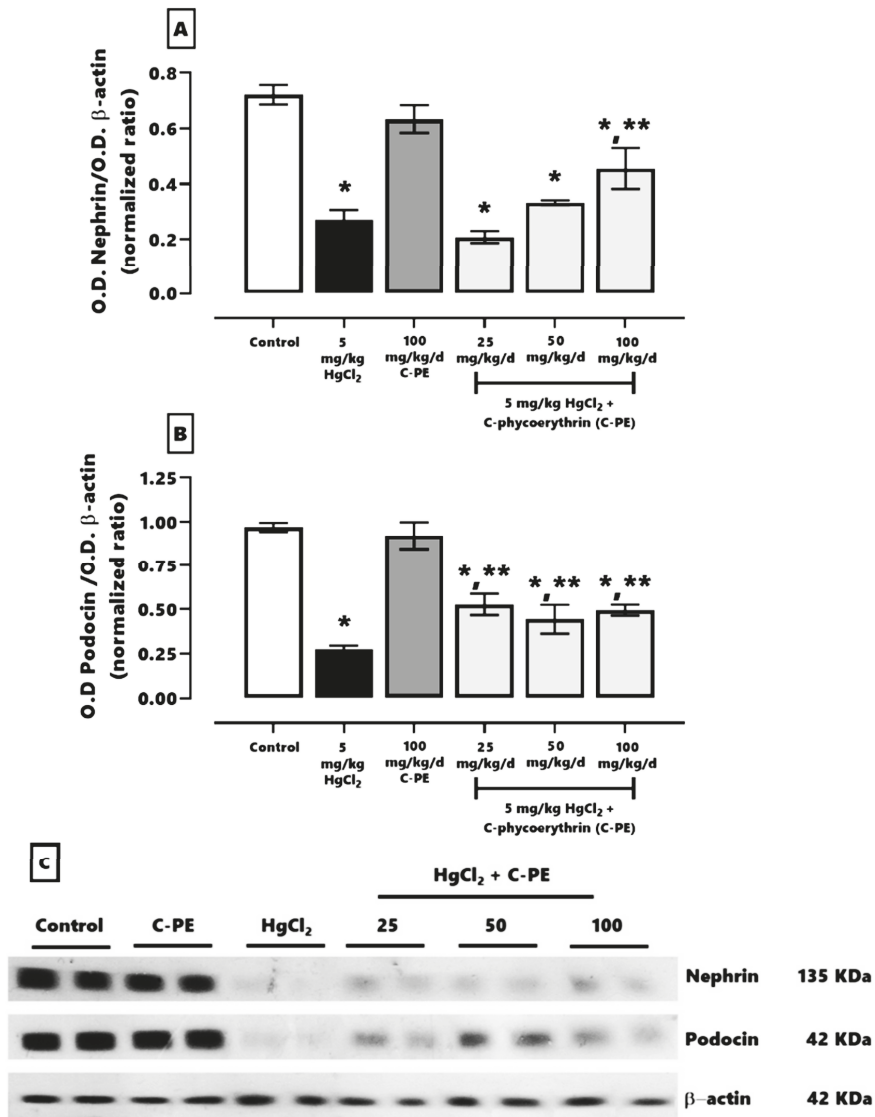 A
O.D. Nephrin/O.D. β-actin
(normalized ratio)
0.8
0.6
0.4
0.2
0.0
*
*
*
*,**
Control
5
mg/kg
HgCl₂
100
mg/kg/d
C-PE
25
mg/kg/d
50
mg/kg/d
100
mg/kg/d
5 mg/kg HgCl₂ +
C-phycoerythrin (C-PE)
B
O.D Podocin /O.D. β-actin
(normalized ratio)
1.25
1.00
0.75
0.50
0.25
0.00
*
*,**
*,**
*,**
Control
5
mg/kg
HgCl₂
100
mg/kg/d
C-PE
25
mg/kg/d
50
mg/kg/d
100
mg/kg/d
5 mg/kg HgCl₂ +
C-phycoerythrin (C-PE)
C
HgCl₂ + C-PE
Control C-PE HgCl₂ 25 50 100
Nephrin 135 KDa
Podocin 42 KDa
β-actin 42 KDa